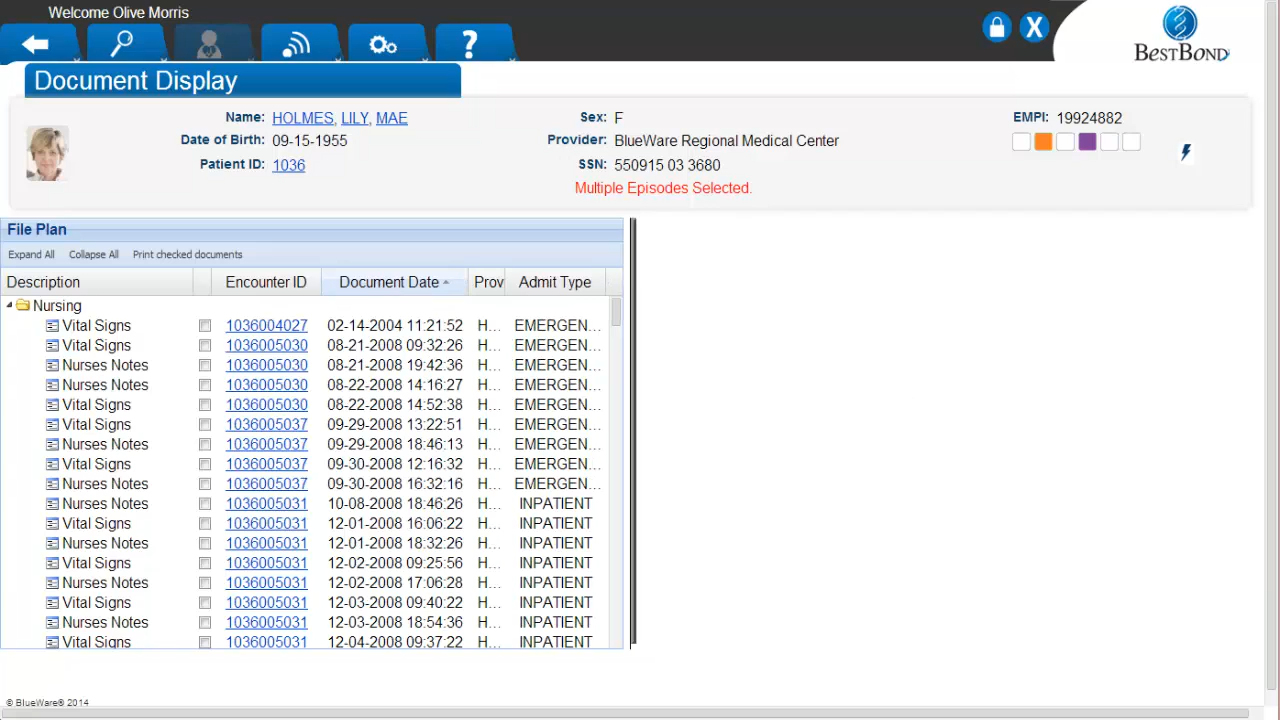 Welcome Olive Morris
?
X
BESTBOND
Document Display
Name: HOLMES, LILY, MAE
Date of Birth: 09-15-1955
Patient ID: 1036
Sex: F
Provider: BlueWare Regional Medical Center
SSN: 550915 03 3680
Multiple Episodes Selected.
EMPI: 19924882
File Plan
Expand All Collapse All Print checked documents
Description Encounter ID Document Date Prov Admit Type
Nursing
Vital Signs 1036004027 02-14-2004 11:21:52 H... EMERGEN...
Vital Signs 1036005030 08-21-2008 09:32:26 H... EMERGEN...
Nurses Notes 1036005030 08-21-2008 19:42:36 H... EMERGEN...
Nurses Notes 1036005030 08-22-2008 14:16:27 H... EMERGEN...
Vital Signs 1036005030 08-22-2008 14:52:38 H... EMERGEN...
Vital Signs 1036005037 09-29-2008 13:22:51 H... EMERGEN...
Nurses Notes 1036005037 09-29-2008 18:46:13 H... EMERGEN...
Vital Signs 1036005037 09-30-2008 12:16:32 H... EMERGEN...
Nurses Notes 1036005037 09-30-2008 16:32:16 H... EMERGEN...
Nurses Notes 1036005031 10-08-2008 18:46:26 H... INPATIENT
Vital Signs 1036005031 12-01-2008 16:06:22 H... INPATIENT
Nurses Notes 1036005031 12-01-2008 18:32:26 H... INPATIENT
Vital Signs 1036005031 12-02-2008 09:25:56 H... INPATIENT
Nurses Notes 1036005031 12-02-2008 17:06:28 H... INPATIENT
Vital Signs 1036005031 12-03-2008 09:40:22 H... INPATIENT
Nurses Notes 1036005031 12-03-2008 18:54:36 H... INPATIENT
Vital Signs 1036005031 12-04-2008 09:37:22 H... INPATIENT
© BlueWare® 2014